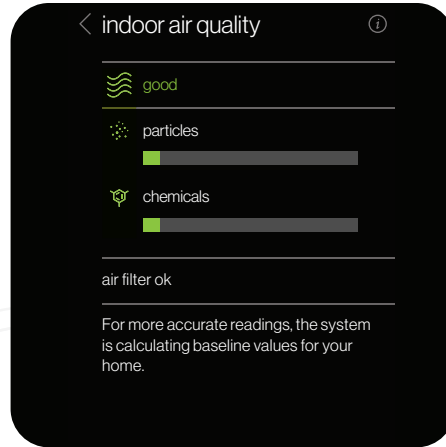 indoor air quality
good
particles
chemicals
air filter ok
For more accurate readings, the system
is calculating baseline values for your
home.